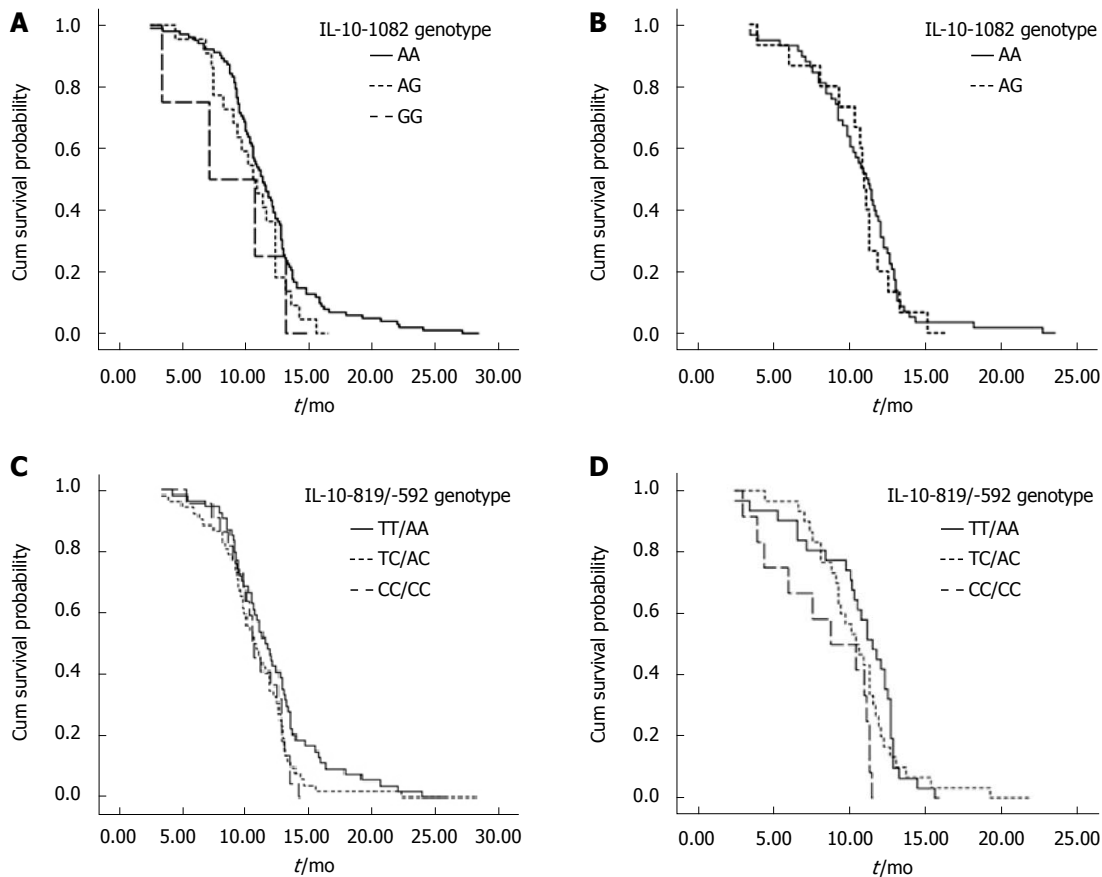 A
IL-10-1082 genotype
AA
AG
GG
Cum survival probability
1.0
0.8
0.6
0.4
0.2
0.0
0.00 5.00 10.00 15.00 20.00 25.00 30.00
t/mo
B
IL-10-1082 genotype
AA
AG
Cum survival probability
1.0
0.8
0.6
0.4
0.2
0.0
0.00 5.00 10.00 15.00 20.00 25.00
t/mo
C
IL-10-819/-592 genotype
TT/AA
TC/AC
CC/CC
Cum survival probability
1.0
0.8
0.6
0.4
0.2
0.0
0.00 5.00 10.00 15.00 20.00 25.00 30.00
t/mo
D
IL-10-819/-592 genotype
TT/AA
TC/AC
CC/CC
Cum survival probability
1.0
0.8
0.6
0.4
0.2
0.0
0.00 5.00 10.00 15.00 20.00 25.00
t/mo